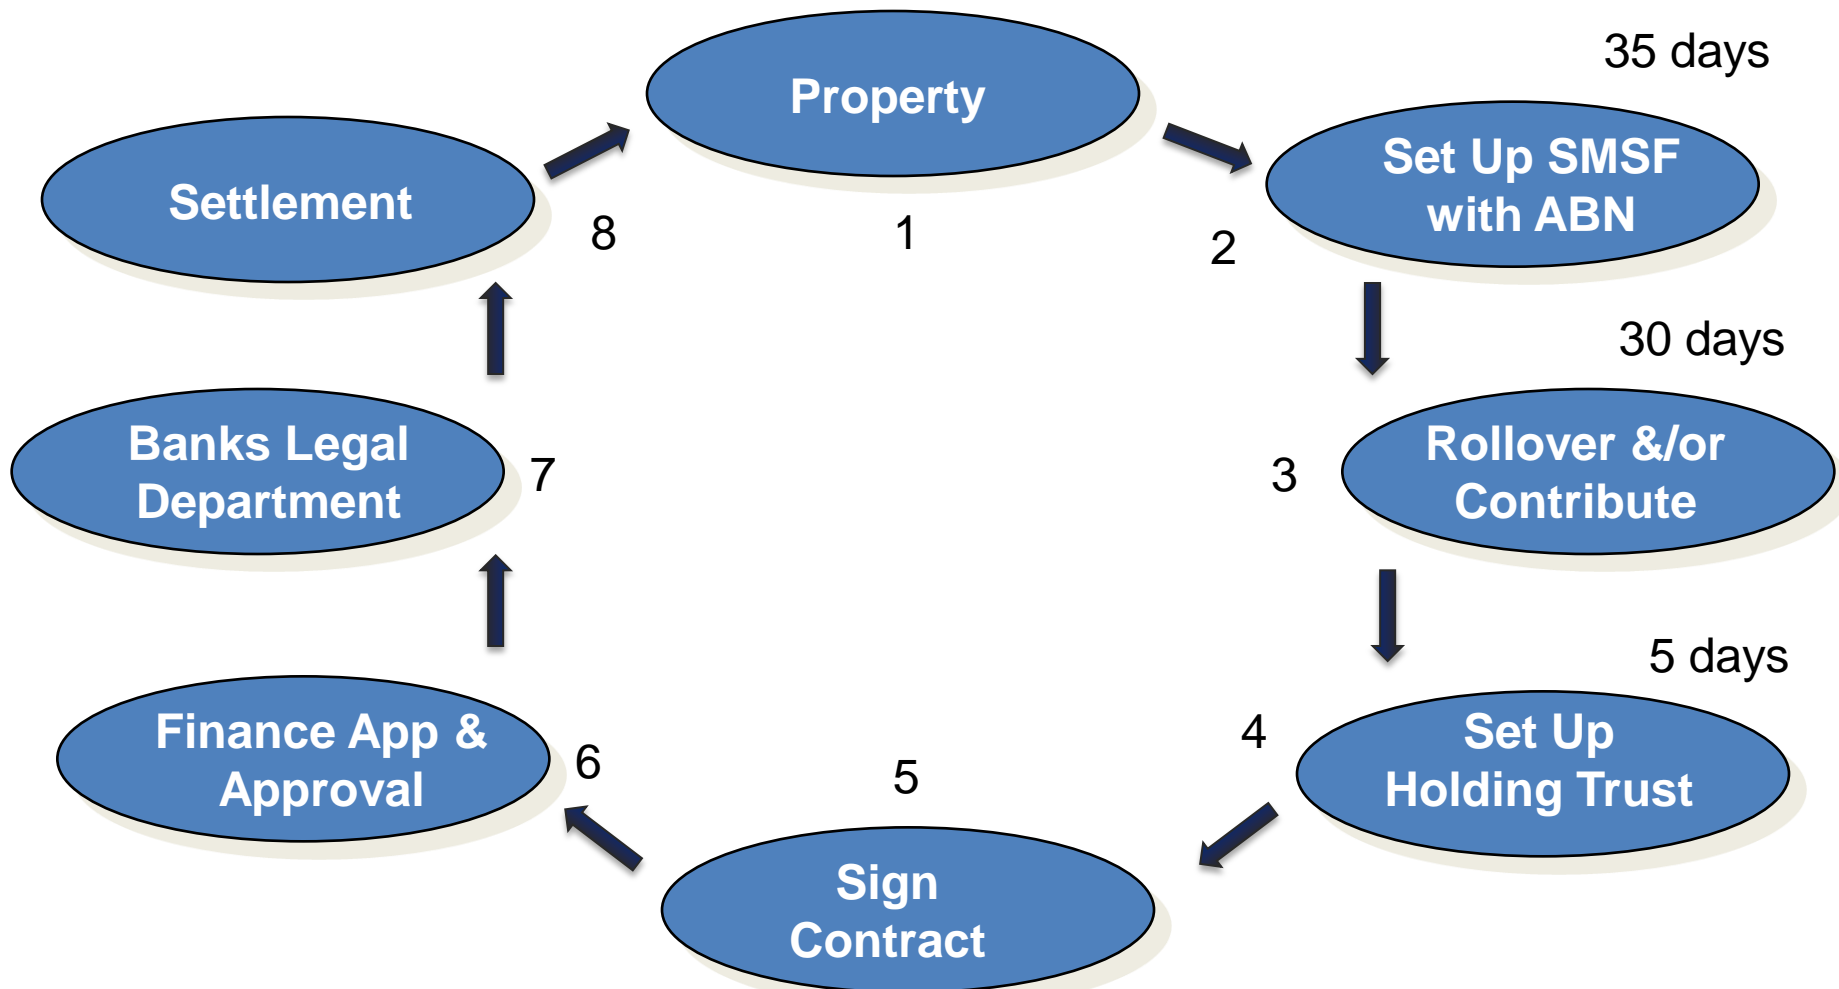 Property
1
35 days
Set Up SMSF
with ABN
2
30 days
Rollover &/or
Contribute
3
5 days
Set Up
Holding Trust
4
Sign
Contract
5
Finance App &
Approval
6
Banks Legal
Department
7
Settlement
8